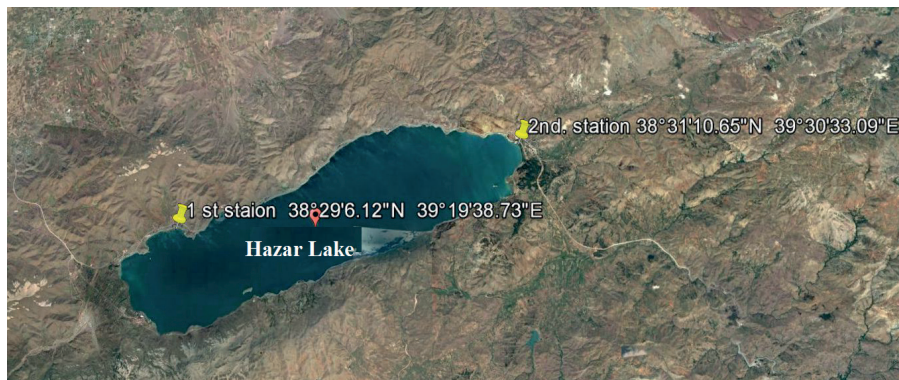 2nd. station 38°31'10.65"N 39°30'33.09"E
1 st staion 38°29'6.12"N 39°19'38.73"E
Hazar Lake